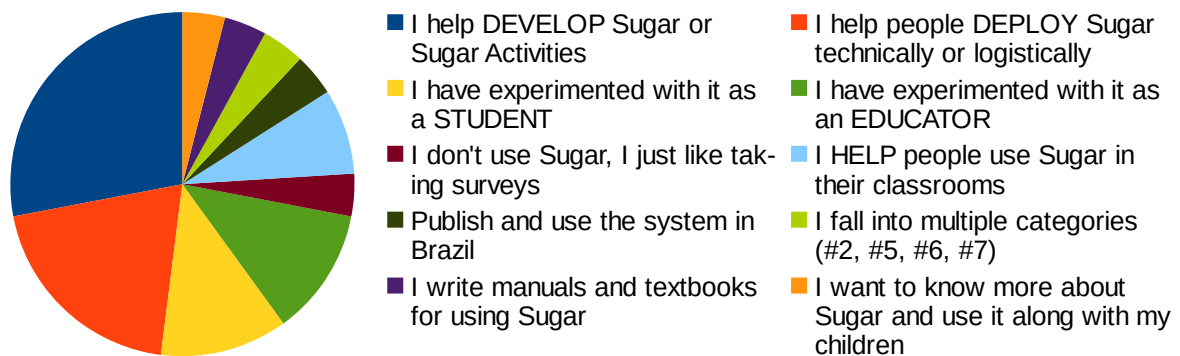 I help DEVELOP Sugar or
Sugar Activities
I help people DEPLOY Sugar
technically or logistically
I have experimented with it as
a STUDENT
I have experimented with it as
an EDUCATOR
I don't use Sugar, I just like tak-
ing surveys
I HELP people use Sugar in
their classrooms
Publish and use the system in
Brazil
I fall into multiple categories
(#2, #5, #6, #7)
I write manuals and textbooks
for using Sugar
I want to know more about
Sugar and use it along with my
children